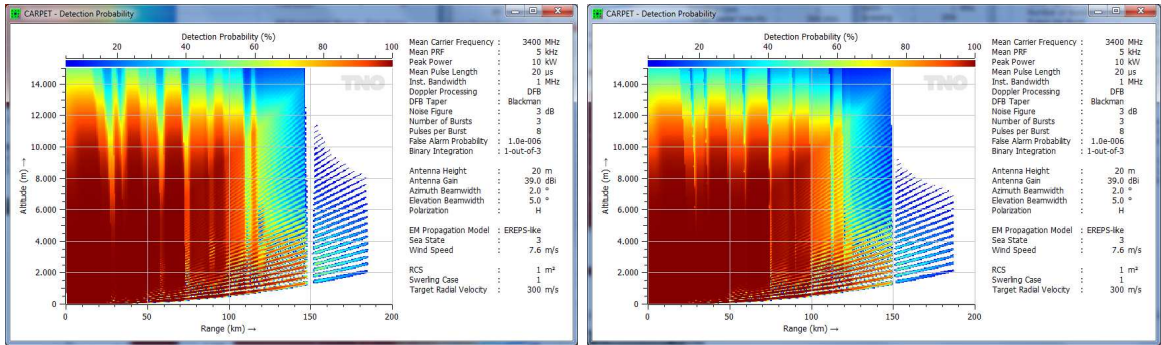 CARPET - Detection Probability
Detection Probability (%)
20 40 60 80 100
TNO
14.000
12.000
10.000
8.000
6.000
4.000
2.000
0
Altitude (m) →
0 50 100 150 200
Range (km) →
Mean Carrier Frequency : 3400 MHz
Mean PRF : 5 kHz
Peak Power : 10 kW
Mean Pulse Length : 20 µs
Inst. Bandwidth : 1 MHz
Doppler Processing : DFB
DFB Taper : Blackman
Noise Figure : 3 dB
Number of Bursts : 3
Pulses per Burst : 8
False Alarm Probability : 1.0e-006
Binary Integration : 1-out-of-3
Antenna Height : 20 m
Antenna Gain : 39.0 dBi
Azimuth Beamwidth : 2.0 °
Elevation Beamwidth : 5.0 °
Polarization : H
EM Propagation Model : EREPS-like
Sea State : 3
Wind Speed : 7.6 m/s
RCS : 1 m²
Swerling Case : 1
Target Radial Velocity : 300 m/s
CARPET - Detection Probability
Detection Probability (%)
20 40 60 80 100
TNO
14.000
12.000
10.000
8.000
6.000
4.000
2.000
0
Altitude (m) →
0 50 100 150 200
Range (km) →
Mean Carrier Frequency : 3400 MHz
Mean PRF : 5 kHz
Peak Power : 10 kW
Mean Pulse Length : 20 µs
Inst. Bandwidth : 1 MHz
Doppler Processing : DFB
DFB Taper : Blackman
Noise Figure : 3 dB
Number of Bursts : 3
Pulses per Burst : 8
False Alarm Probability : 1.0e-006
Binary Integration : 1-out-of-3
Antenna Height : 20 m
Antenna Gain : 39.0 dBi
Azimuth Beamwidth : 2.0 °
Elevation Beamwidth : 5.0 °
Polarization : H
EM Propagation Model : EREPS-like
Sea State : 3
Wind Speed : 7.6 m/s
RCS : 1 m²
Swerling Case : 1
Target Radial Velocity : 300 m/s